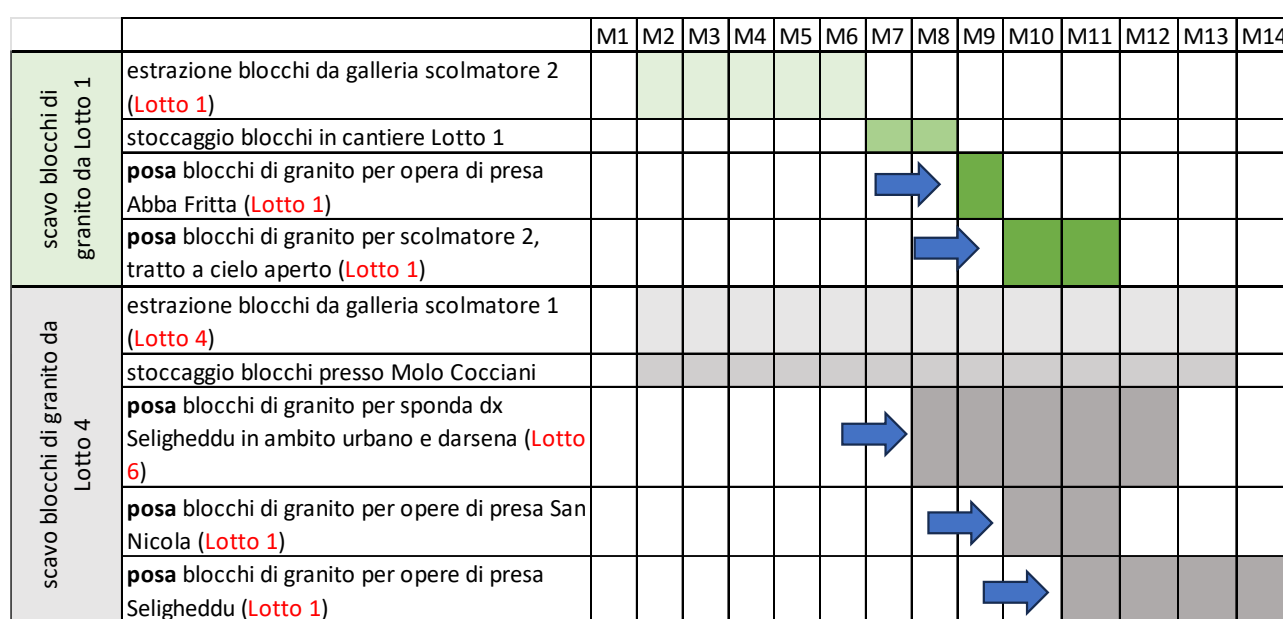 M1 M2 M3 M4 M5 M6 M7 M8 M9 M10 M11 M12 M13 M14
scavo blocchi di
granito da Lotto 1
estrazione blocchi da galleria scolmatore 2
(Lotto 1)
stoccaggio blocchi in cantiere Lotto 1
posa blocchi di granito per opera di presa
Abba Fritta (Lotto 1)
posa blocchi di granito per scolmatore 2,
tratto a cielo aperto (Lotto 1)
scavo blocchi di granito da
Lotto 4
estrazione blocchi da galleria scolmatore 1
(Lotto 4)
stoccaggio blocchi presso Molo Cocciani
posa blocchi di granito per sponda dx
Seligheddu in ambito urbano e darsena (Lotto
6)
posa blocchi di granito per opere di presa San
Nicola (Lotto 1)
posa blocchi di granito per opere di presa
Seligheddu (Lotto 1)